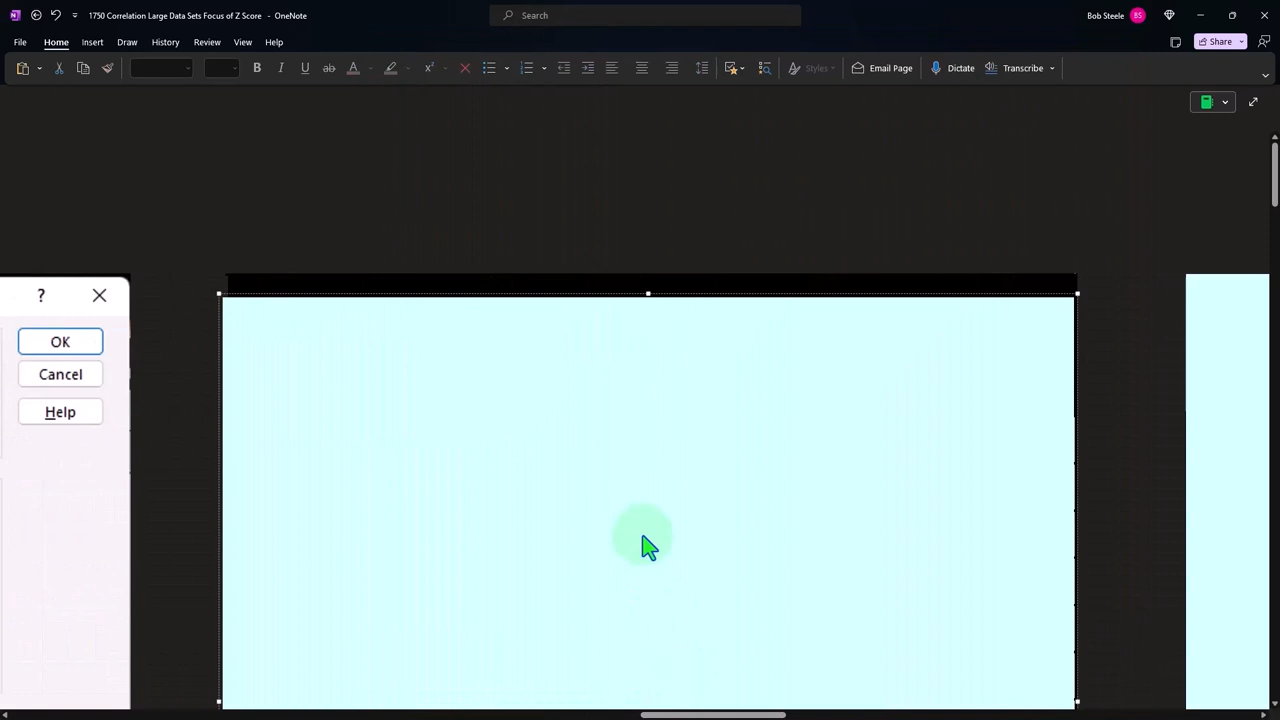 1750 Correlation Large Data Sets Focus of Z Score - OneNote
Search
Bob Steele
BS
File
Home
Insert
Draw
History
Review
View
Help
Share
Styles
Email Page
Dictate
Transcribe
?
OK
Cancel
Help